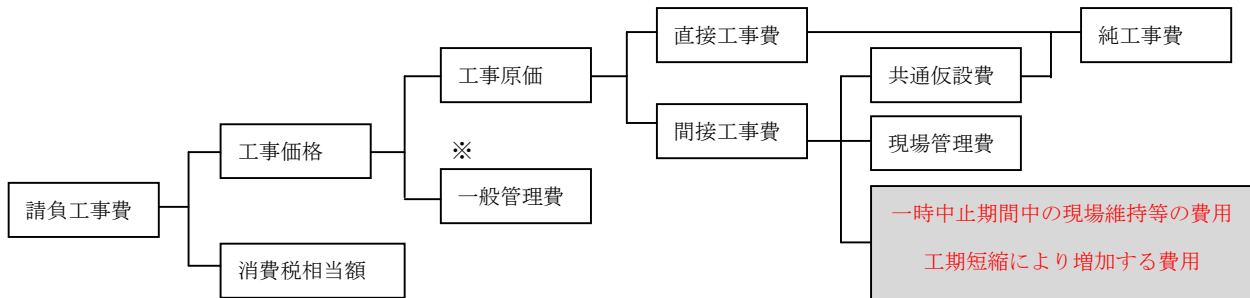 直接工事費
純工事費
工事原価
共通仮設費
間接工事費
工事価格
※
現場管理費
一般管理費
請負工事費
一時中止期間中の現場維持等の費用
工期短縮により増加する費用
消費税相当額